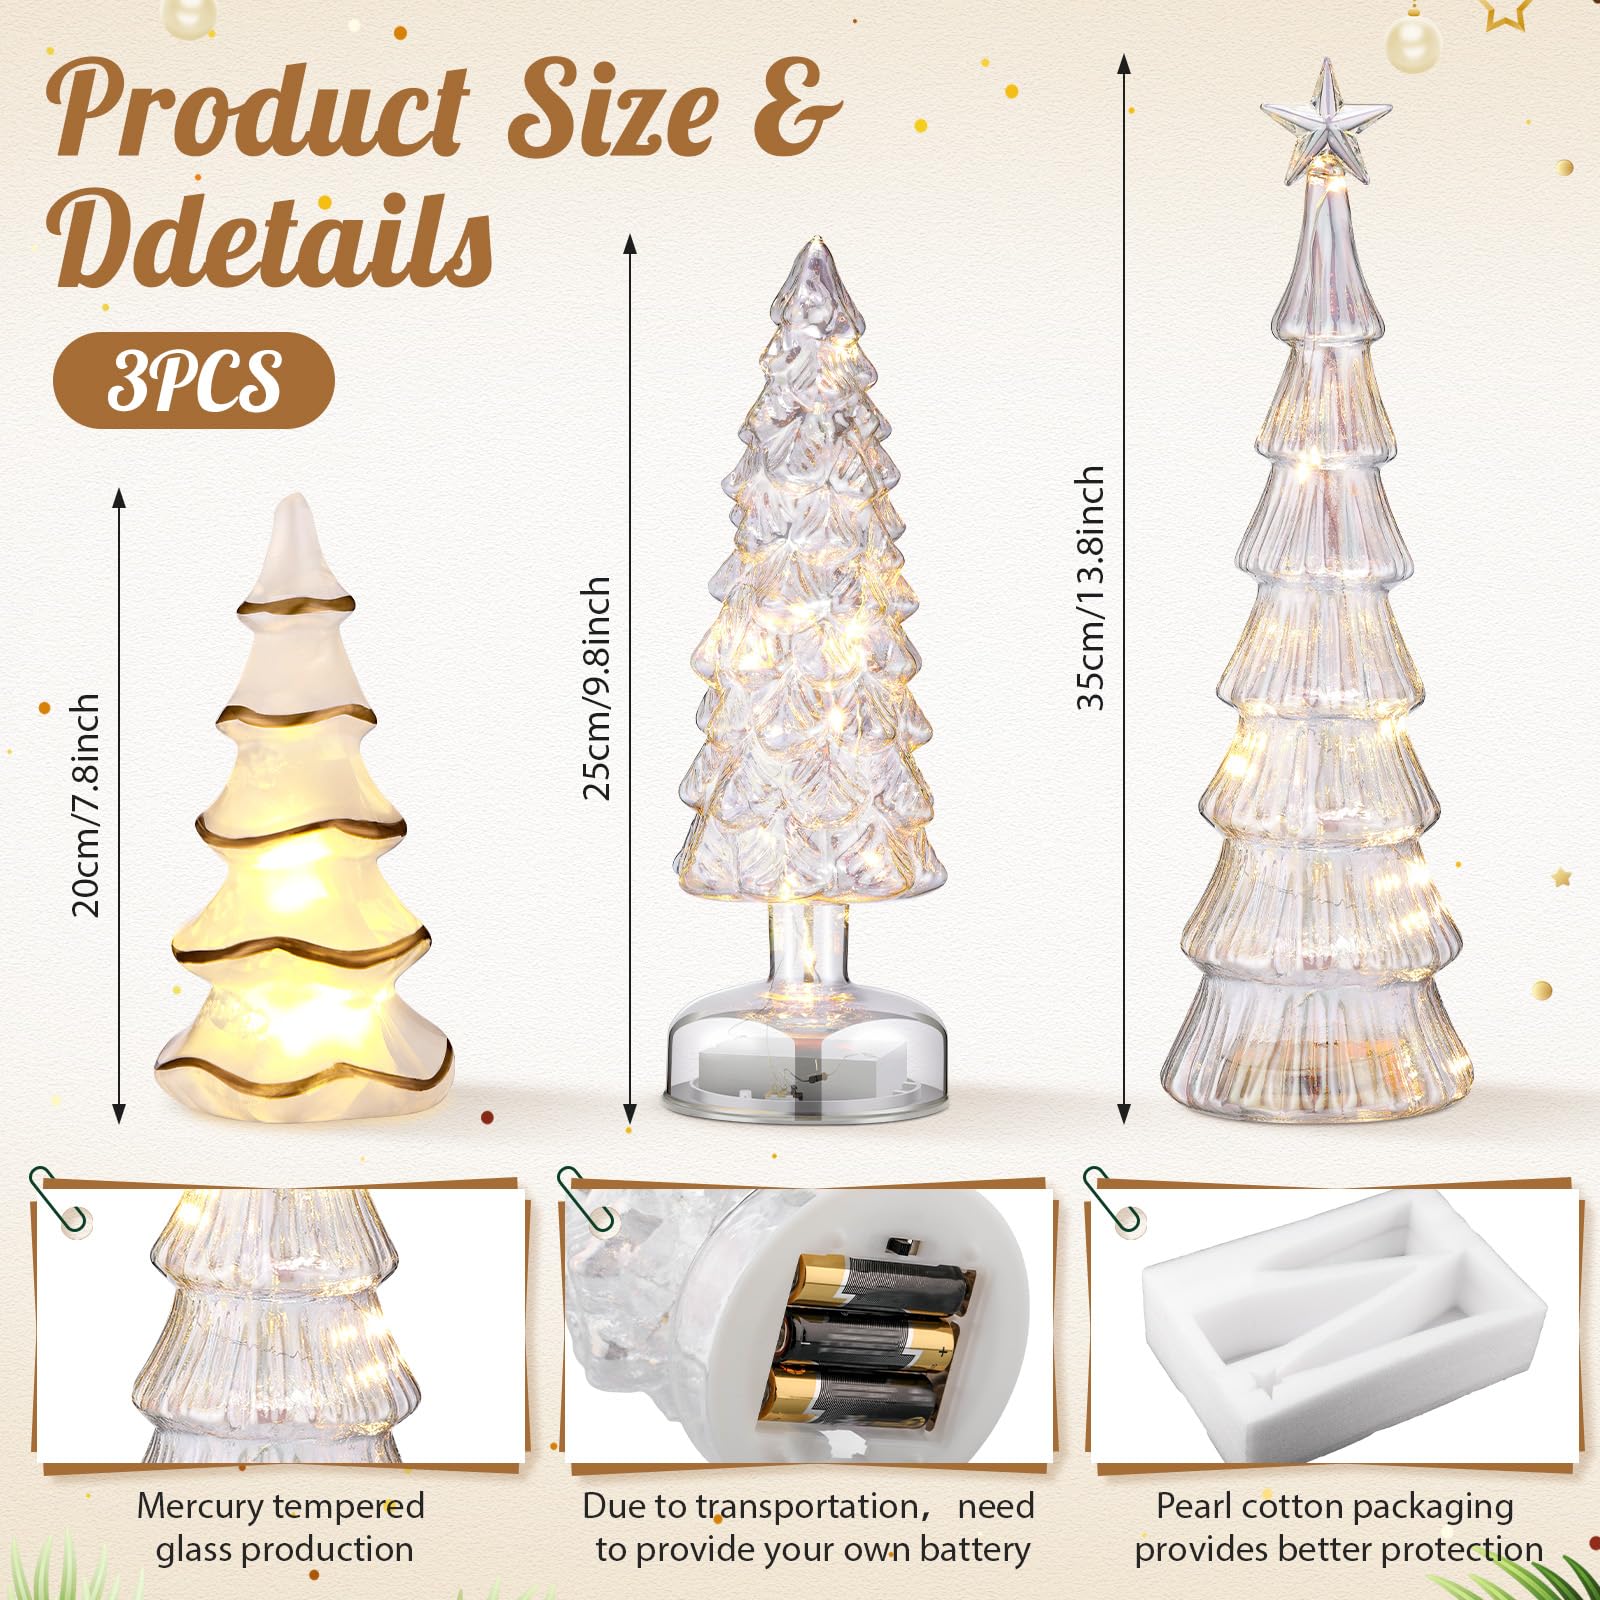 Product Size &
Ddetails
3PCS
20cm/7.8inch
25cm/9.8inch
35cm/13.8inch
Mercury tempered
glass production
Due to transportation, need
to provide your own battery
Pearl cotton packaging
provides better protection